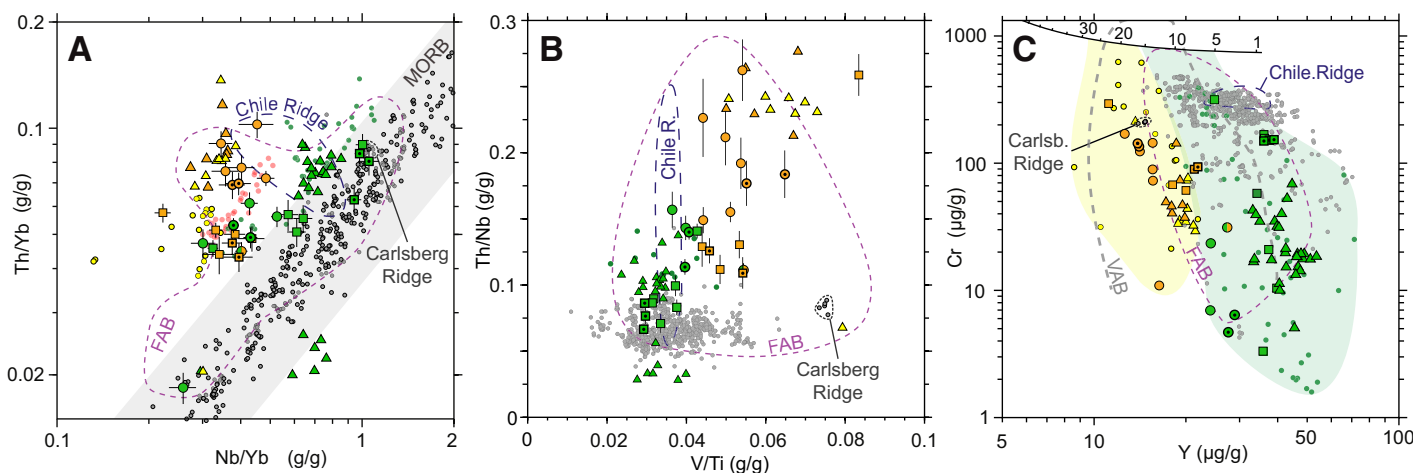 A
0.2
0.1
0.02
Th/Yb (g/g)
0.1
1
2
Nb/Yb (g/g)
MORB
Chile Ridge
FAB
Carlsberg
Ridge
B
0.3
0.2
0.1
0
Th/Nb (g/g)
0
0.02
0.04
0.06
0.08
0.1
V/Ti (g/g)
Chile R.
FAB
Carlsberg
Ridge
C
1000
100
10
1
Cr (µg/g)
5
10
50
100
Y (µg/g)
30
20
10
5
1
Chile.Ridge
Carlsb.
Ridge
VAB
FAB